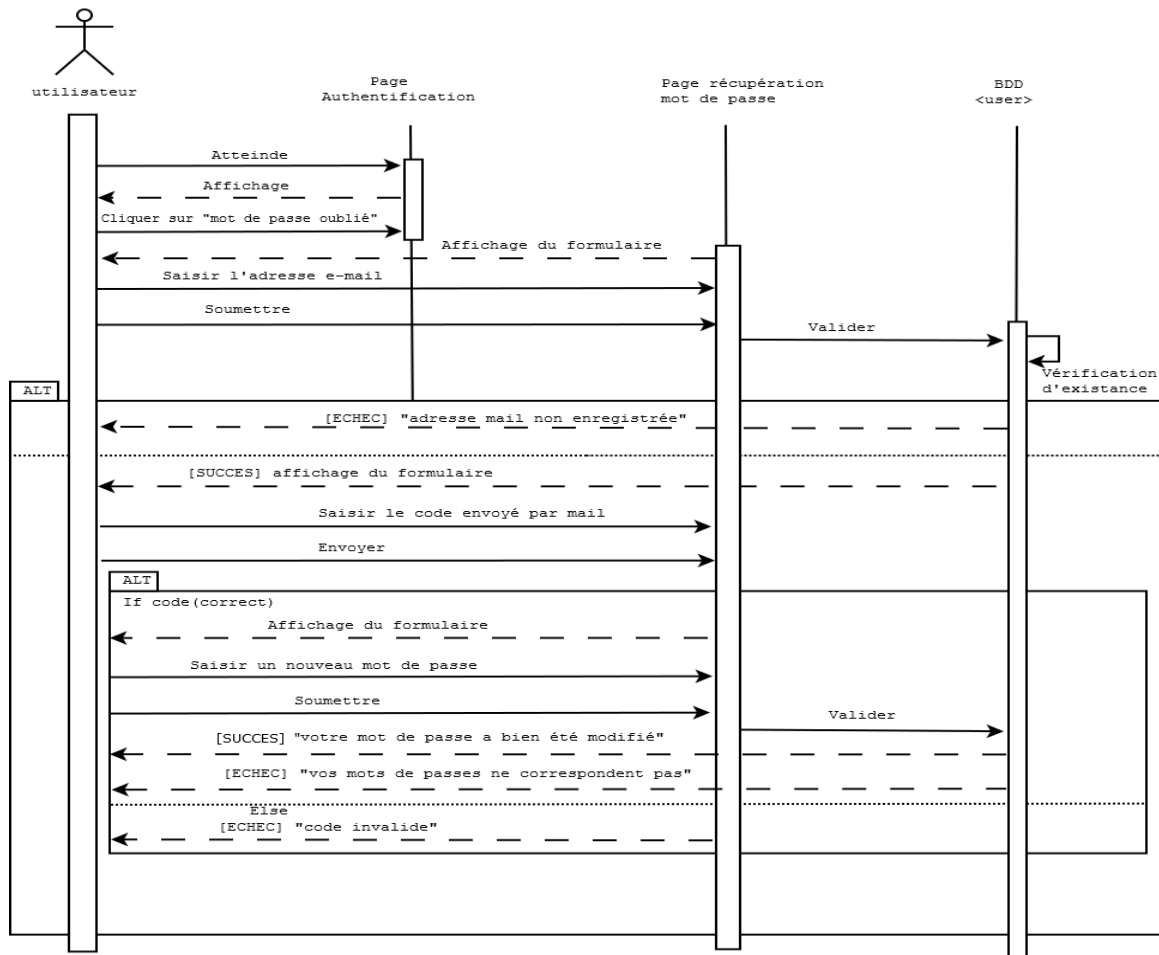 utilisateur
Page
Authentification
Page récupération
mot de passe
BDD
<user>
Atteinde
Affichage
Cliquer sur "mot de passe oublié"
Affichage du formulaire
Saisir l'adresse e-mail
Soumettre
Valider
Vérification
d'existance
ALT
[ECHEC] "adresse mail non enregistrée"
[SUCCES] affichage du formulaire
Saisir le code envoyé par mail
Envoyer
ALT
If code(correct)
Affichage du formulaire
Saisir un nouveau mot de passe
Soumettre
Valider
[SUCCES] "votre mot de passe a bien été modifié"
[ECHEC] "vos mots de passes ne correspondent pas"
Else
[ECHEC] "code invalide"